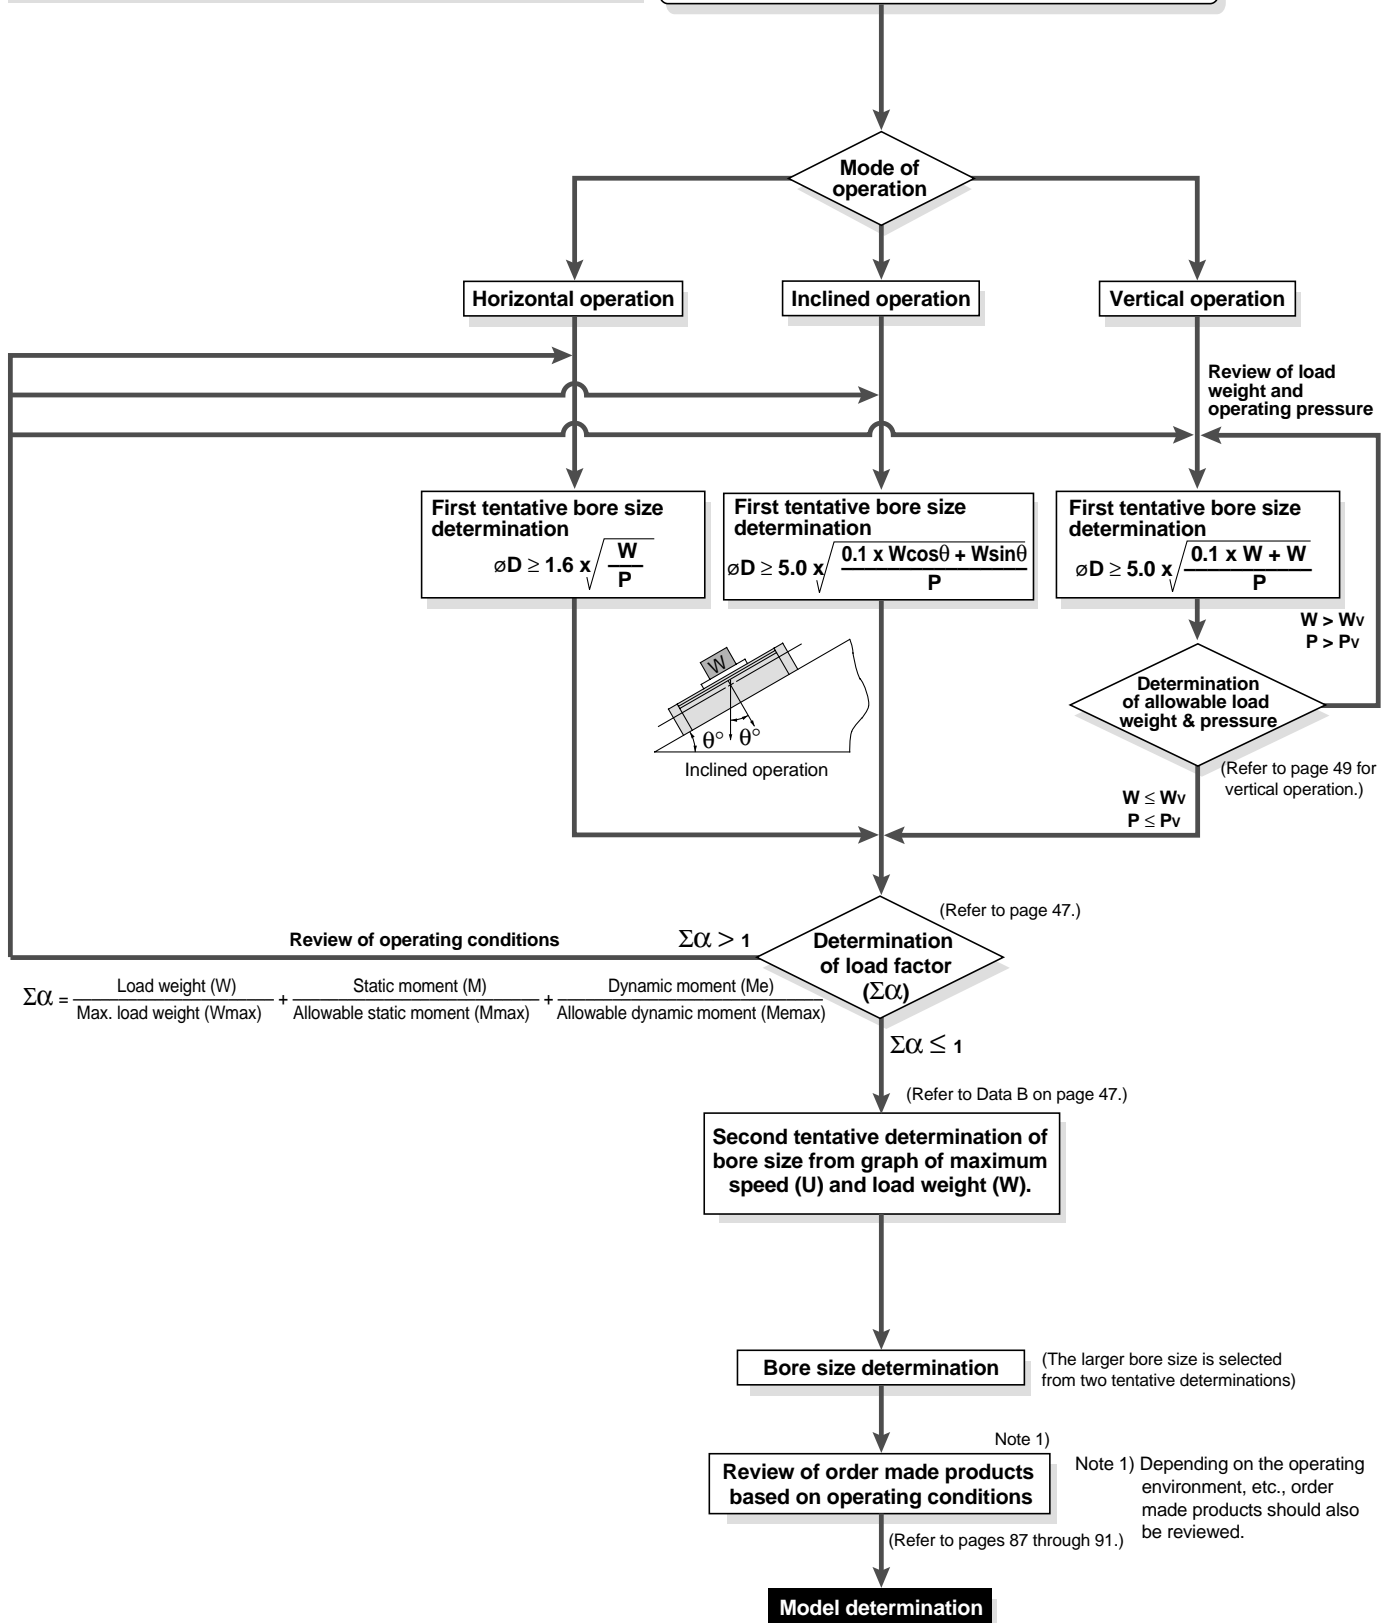 Mode of
operation
Horizontal operation
Inclined operation
Vertical operation
Review of load
weight and
operating pressure
First tentative bore size
determination
øD ≥ 1.6 x √ W
P
First tentative bore size
determination
øD ≥ 5.0 x √ 0.1 x Wcosθ + Wsinθ
P
First tentative bore size
determination
øD ≥ 5.0 x √ 0.1 x W + W
P
W > Wv
P > Pv
W
θ° θ°
Inclined operation
Determination
of allowable load
weight & pressure
(Refer to page 49 for
vertical operation.)
W ≤ Wv
P ≤ Pv
(Refer to page 47.)
Review of operating conditions
Σα > 1
Determination
of load factor
(Σα)
Σα = Load weight (W) + Static moment (M) + Dynamic moment (Me)
Max. load weight (Wmax) Allowable static moment (Mmax) Allowable dynamic moment (Memax)
Σα ≤ 1
(Refer to Data B on page 47.)
Second tentative determination of
bore size from graph of maximum
speed (U) and load weight (W).
Bore size determination
(The larger bore size is selected
from two tentative determinations)
Note 1)
Review of order made products
based on operating conditions
Note 1) Depending on the operating
environment, etc., order
made products should also
be reviewed.
(Refer to pages 87 through 91.)
Model determination